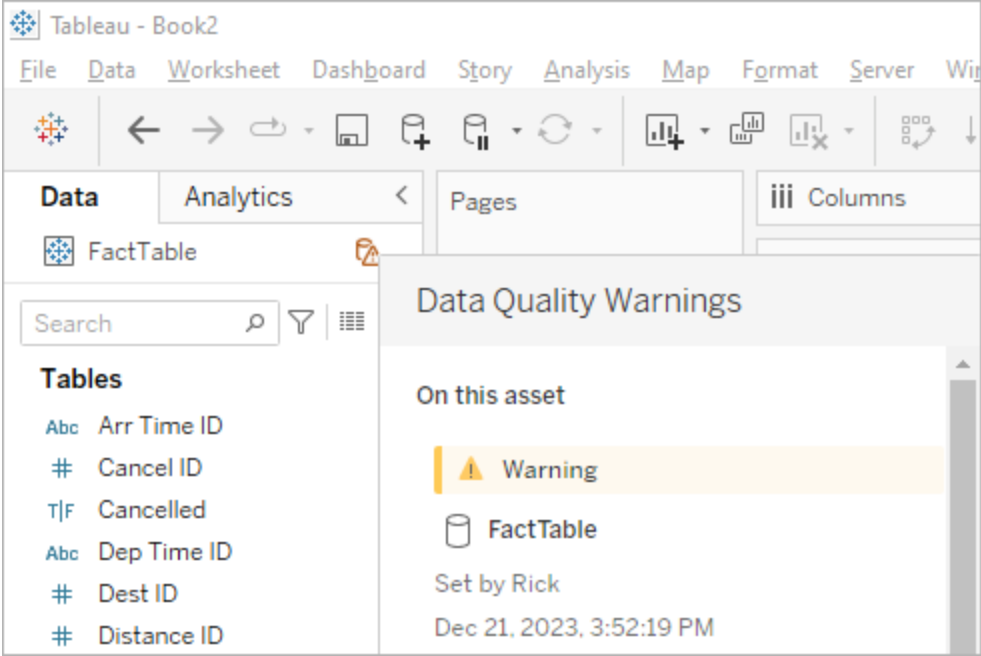 Tableau - Book2
File Data Worksheet Dashboard Story Analysis Map Format Server
Data Analytics Pages Columns
FactTable
Data Quality Warnings
Search
Tables
On this asset
Abc Arr Time ID
# Cancel ID
Warning
T|F Cancelled
FactTable
Abc Dep Time ID
# Dest ID
Set by Rick
# Distance ID
Dec 21, 2023, 3:52:19 PM